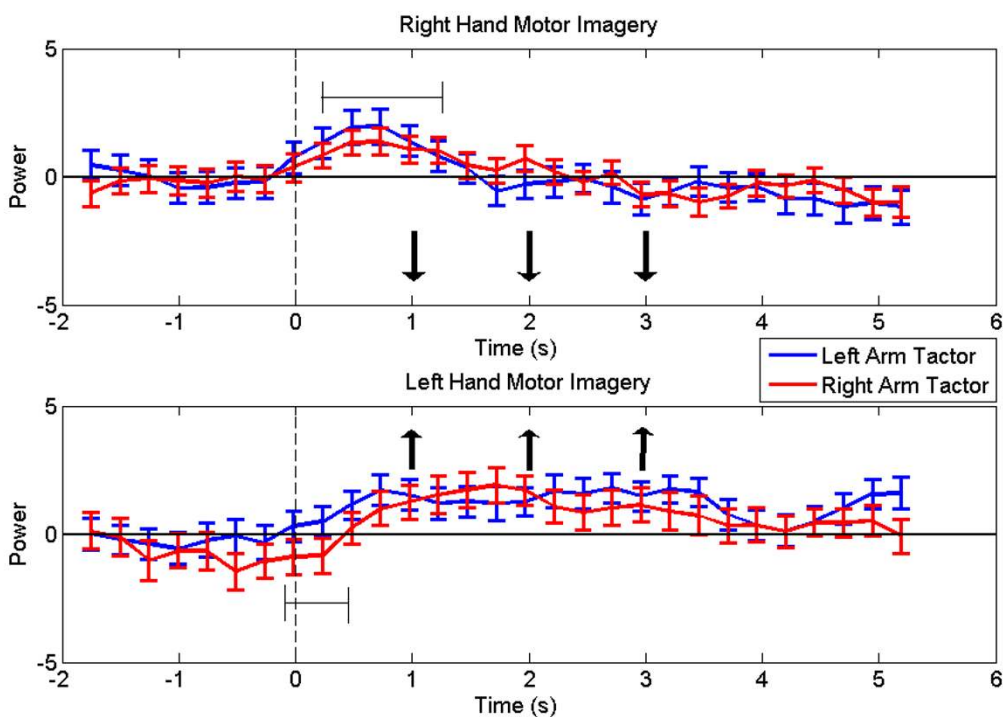 Right Hand Motor Imagery
5
0
-5
Power
-2 -1 0 1 2 3 4 5 6
Time (s)
Left Arm Tactor
Right Arm Tactor
Left Hand Motor Imagery
5
0
-5
Power
-2 -1 0 1 2 3 4 5 6
Time (s)